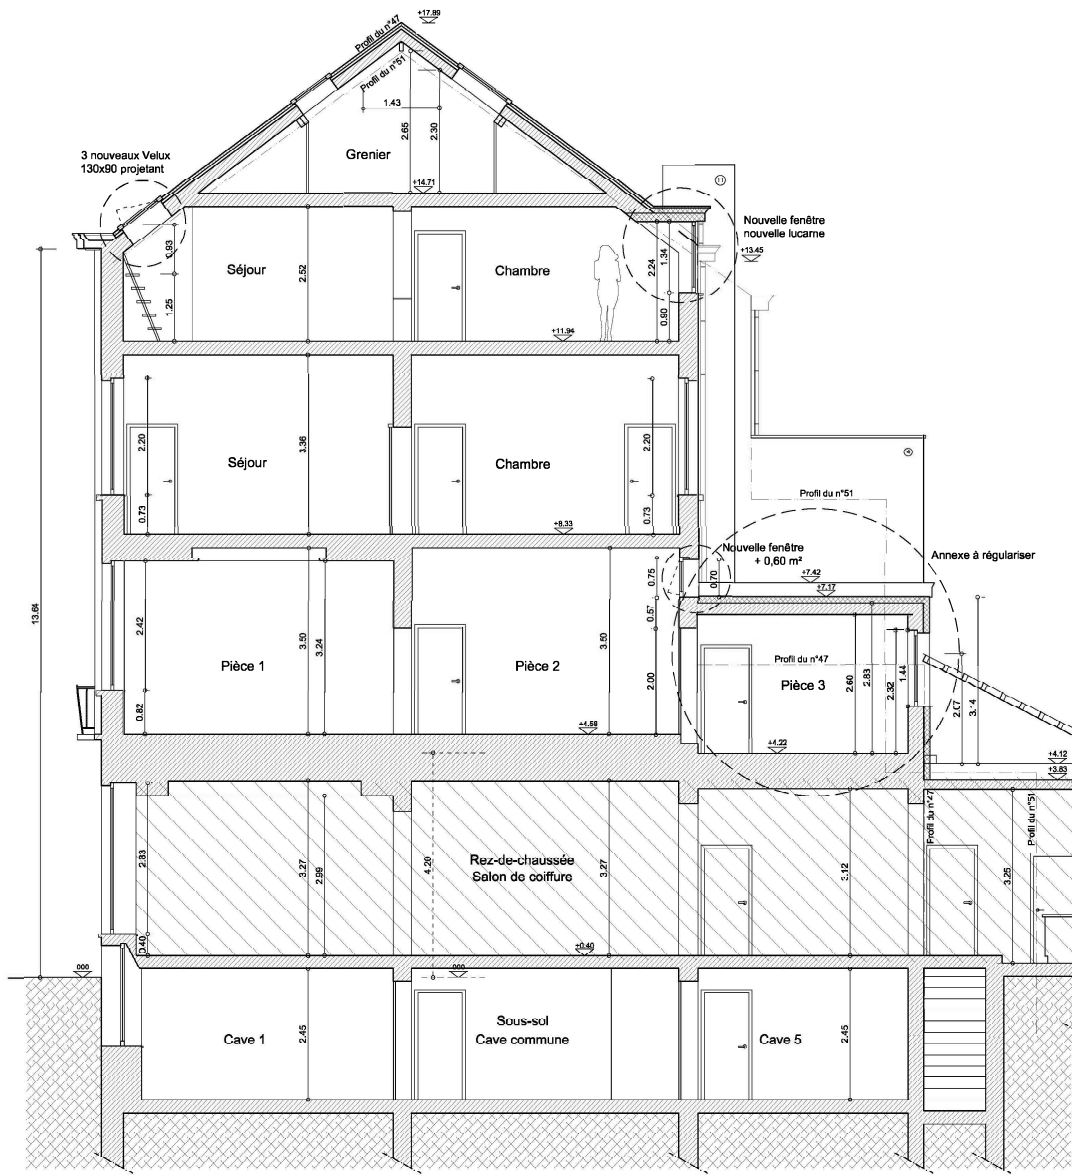 +17.89
Profil du n°47
Profil du n°51
1.43
2.65
2.30
Grenier
+14.71
3 nouveaux Velux
130x90 projetant
11
Nouvelle fenêtre
nouvelle lucarne
+13.45
0.93
1.25
Séjour
2.52
Chambre
2.24
1.34
0.90
+11.94
2.20
0.73
Séjour
3.36
Chambre
2.20
0.73
4
Profil du n°51
+8.33
Nouvelle fenêtre
+ 0,60 m²
Annexe à régulariser
+7.42
+7.17
0.75
0.70
0.57
13.64
2.42
0.82
Pièce 1
3.50
3.24
Pièce 2
3.50
2.00
Profil du n°47
Pièce 3
2.60
2.83
2.32
1.44
2.07
3.14
+4.58
+4.22
+4.12
+3.83
2.83
0.40
3.27
2.99
4.20
Rez-de-chaussée
Salon de coiffure
3.27
3.12
Profil du n°47
3.25
Profil du n°51
+0.40
000
000
Cave 1
2.45
Sous-sol
Cave commune
Cave 5
2.45